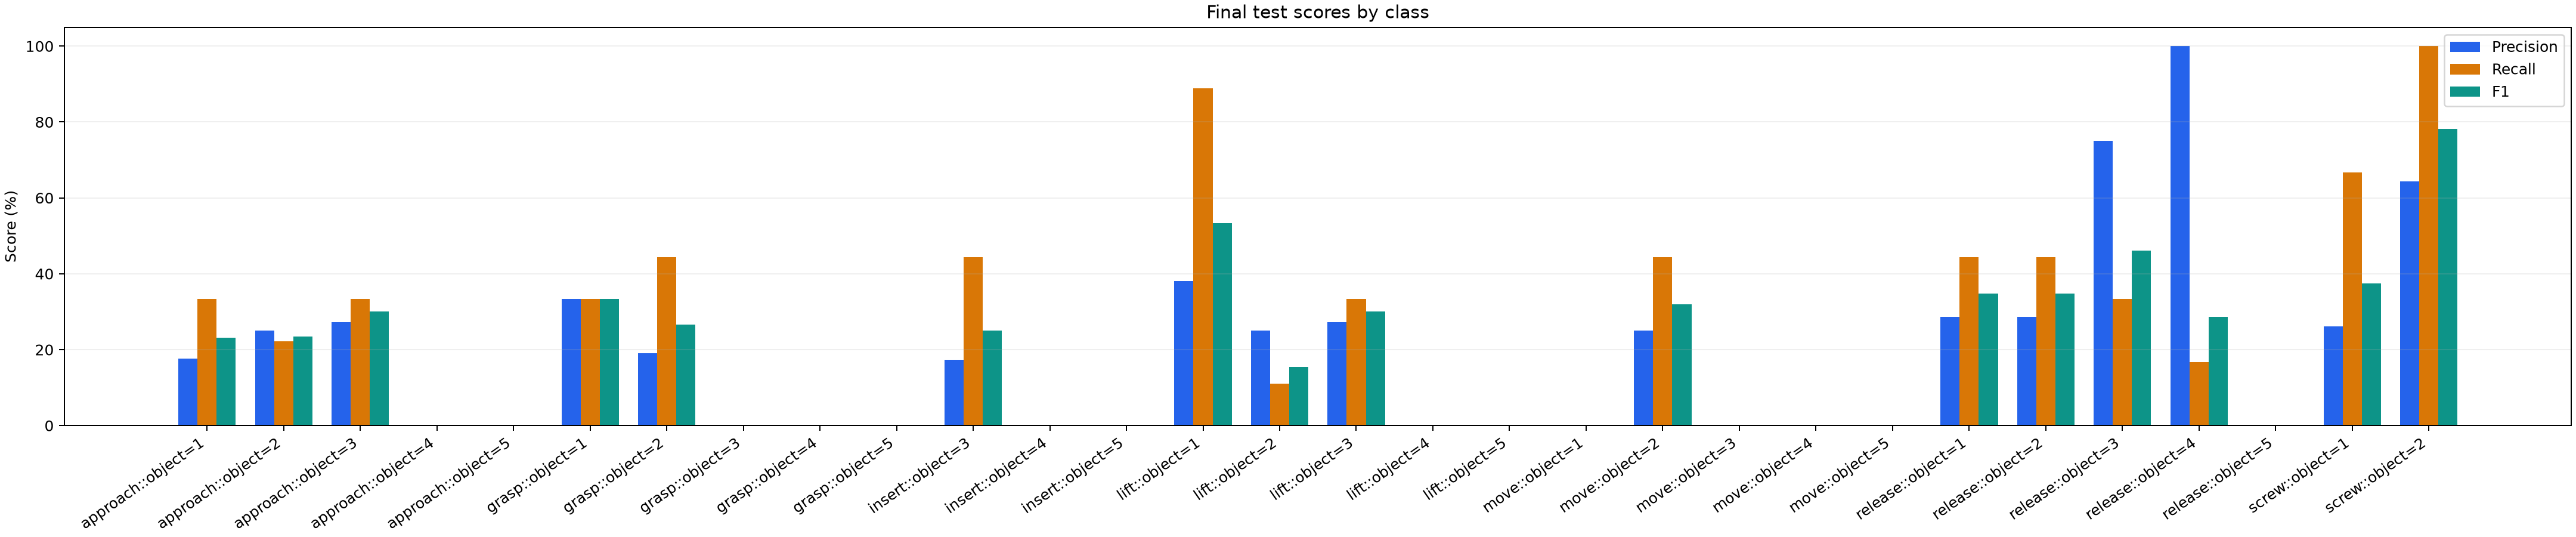 Final test scores by class
Precision
Recall
F1
Score (%)
100
80
60
40
20
0
approach::object=1
approach::object=2
approach::object=3
approach::object=4
approach::object=5
grasp::object=1
grasp::object=2
grasp::object=3
grasp::object=4
grasp::object=5
insert::object=3
insert::object=4
insert::object=5
lift::object=1
lift::object=2
lift::object=3
lift::object=4
lift::object=5
move::object=1
move::object=2
move::object=3
move::object=4
move::object=5
release::object=1
release::object=2
release::object=3
release::object=4
release::object=5
screw::object=1
screw::object=2